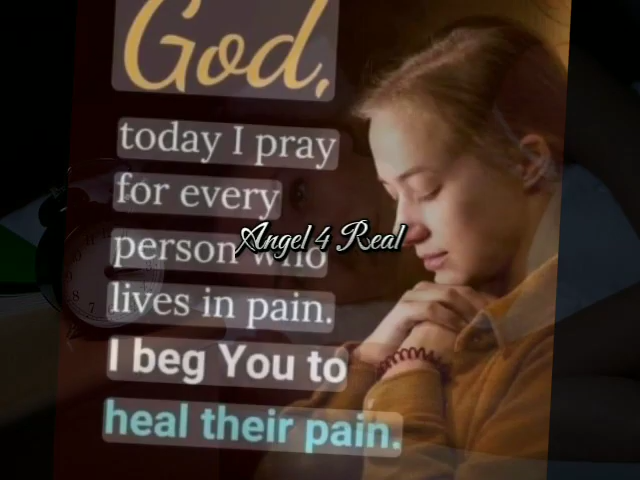 God,
today I pray
for every
person who
Angel 4 Real
lives in pain.
I beg You to
heal their pain.